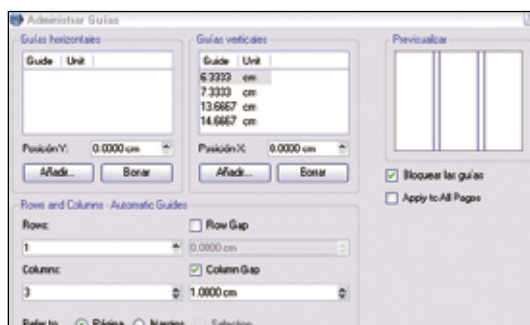 Administrar Guías
Guías horizontales
Guide Unit
Posición Y: 0.0000 cm
Añadir... Borrar
Guías verticales
Guide Unit
6.3333 cm
7.3333 cm
13.6667 cm
14.6667 cm
Posición X: 0.0000 cm
Añadir... Borrar
Previsualizar
Bloquear las guías
Apply to All Pages
Rows and Columns - Automatic Guides
Rows: Row Gap
1 0.0000 cm
Columns: Column Gap
3 1.0000 cm
Refer to Página Margins Selection